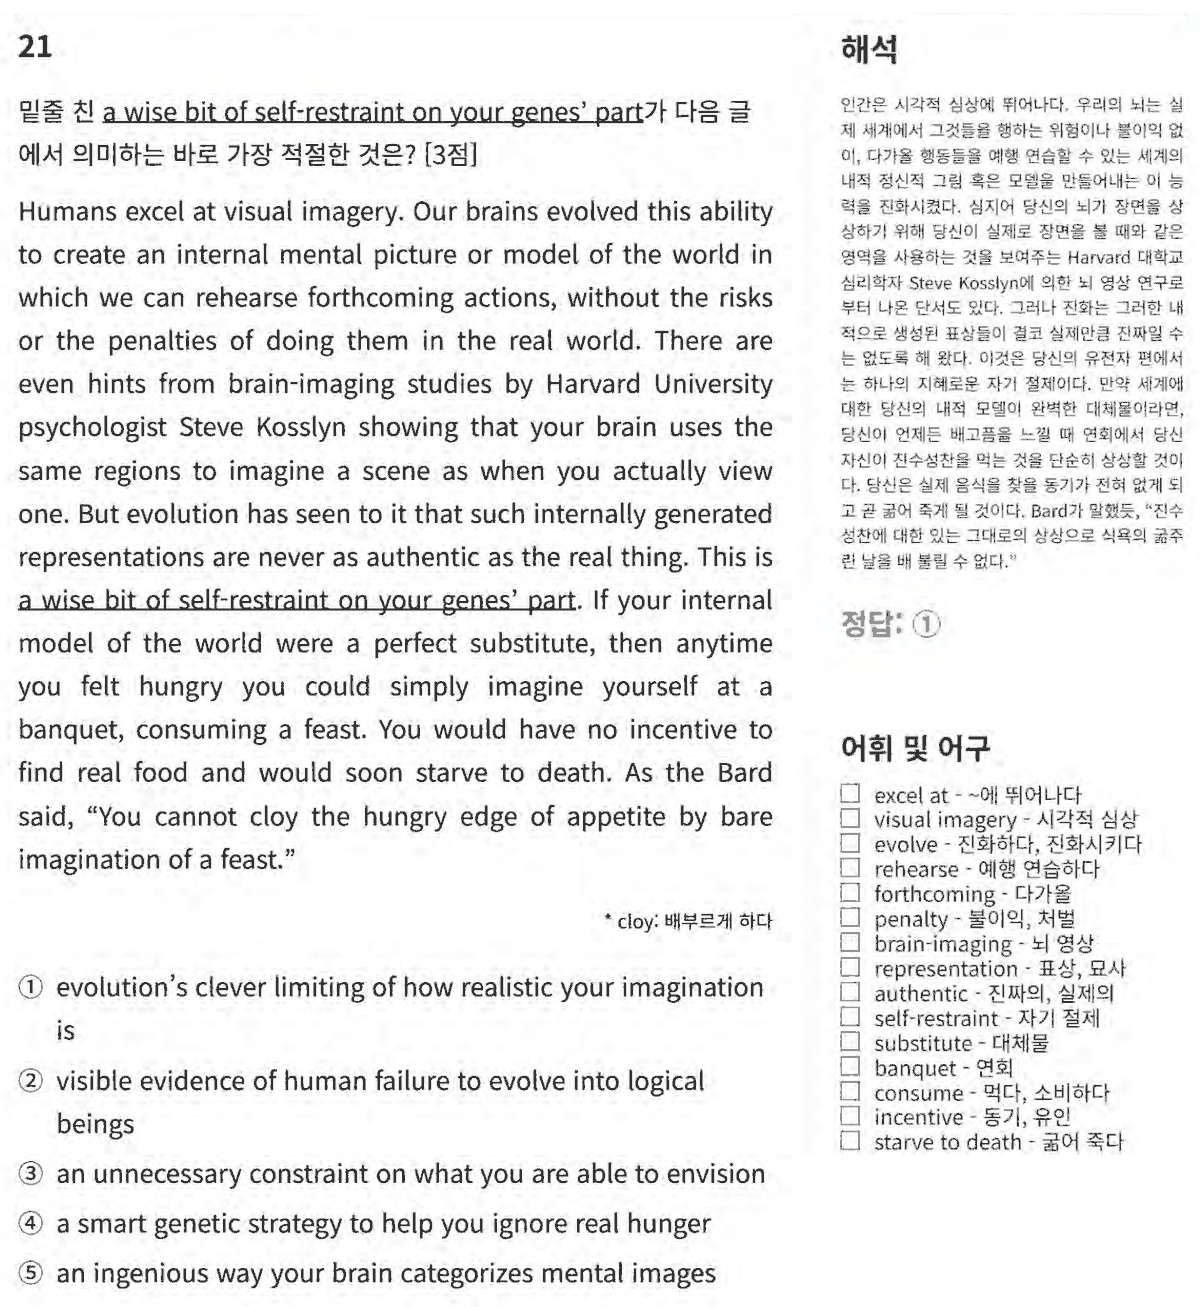 21
밑줄 친 a wise bit of self-restraint on your genes' part가 다음 글
에서 의미하는 바로 가장 적절한 것은? [3점]
Humans excel at visual imagery. Our brains evolved this ability
to create an internal mental picture or model of the world in
which we can rehearse forthcoming actions, without the risks
or the penalties of doing them in the real world. There are
even hints from brain-imaging studies by Harvard University
psychologist Steve Kosslyn showing that your brain uses the
same regions to imagine a scene as when you actually view
one. But evolution has seen to it that such internally generated
representations are never as authentic as the real thing. This is
a wise bit of self-restraint on your genes' part. If your internal
model of the world were a perfect substitute, then anytime
you felt hungry you could simply imagine yourself at a
banquet, consuming a feast. You would have no incentive to
find real food and would soon starve to death. As the Bard
said, “You cannot cloy the hungry edge of appetite by bare
imagination of a feast.”
* cloy: 배부르게 하다
① evolution's clever limiting of how realistic your imagination
is
② visible evidence of human failure to evolve into logical
beings
③ an unnecessary constraint on what you are able to envision
④ a smart genetic strategy to help you ignore real hunger
⑤ an ingenious way your brain categorizes mental images
해석
인간은 시각적 심상에 뛰어나다. 우리의 뇌는 실
제 세계에서 그것들을 행하는 위험이나 불이익 없
이, 다가올 행동들을 예행 연습할 수 있는 세계의
내적 정신적 그림 혹은 모델을 만들어내는 이 능
력을 진화시켰다. 심지어 당신의 뇌가 장면을 상
상하기 위해 당신이 실제로 장면을 볼 때와 같은
영역을 사용하는 것을 보여주는 Harvard 대학교
심리학자 Steve Kosslyn에 의한 뇌 영상 연구로
부터 나온 단서도 있다. 그러나 진화는 그러한 내
적으로 생성된 표상들이 결코 실제만큼 진짜일 수
는 없도록 해 왔다. 이것은 당신의 유전자 편에서
는 하나의 지혜로운 자기 절제이다. 만약 세계에
대한 당신의 내적 모델이 완벽한 대체물이라면,
당신이 언제든 배고픔을 느낄 때 연회에서 당신
자신이 진수성찬을 먹는 것을 단순히 상상할 것이
다. 당신은 실제 음식을 찾을 동기가 전혀 없게 되
고 곧 굶어 죽게 될 것이다. Bard가 말했듯, “진수
성찬에 대한 있는 그대로의 상상으로 식욕의 굶주
린 날을 배 불릴 수 없다.”
정답: ①
어휘 및 어구
□ excel at - ~에 뛰어나다
□ visual imagery - 시각적 심상
□ evolve - 진화하다, 진화시키다
□ rehearse - 예행 연습하다
□ forthcoming - 다가올
□ penalty - 불이익, 처벌
□ brain-imaging - 뇌 영상
□ representation - 표상, 묘사
□ authentic - 진짜의, 실제의
□ self-restraint - 자기 절제
□ substitute - 대체물
□ banquet - 연회
□ consume - 먹다, 소비하다
□ incentive - 동기, 유인
□ starve to death - 굶어 죽다